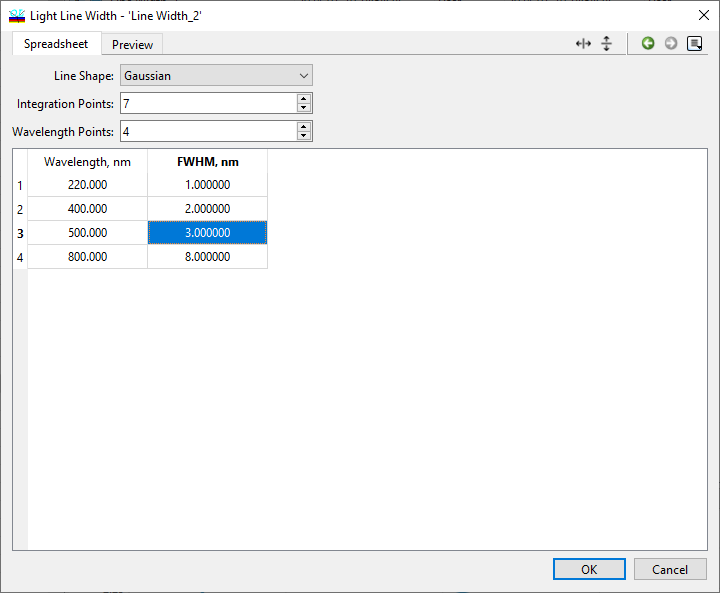 Light Line Width - 'Line Width_2'
Spreadsheet Preview
Line Shape: Gaussian
Integration Points: 7
Wavelength Points: 4
Wavelength, nm FWHM, nm
1 220.000 1.000000
2 400.000 2.000000
3 500.000 3.000000
4 800.000 8.000000
OK Cancel